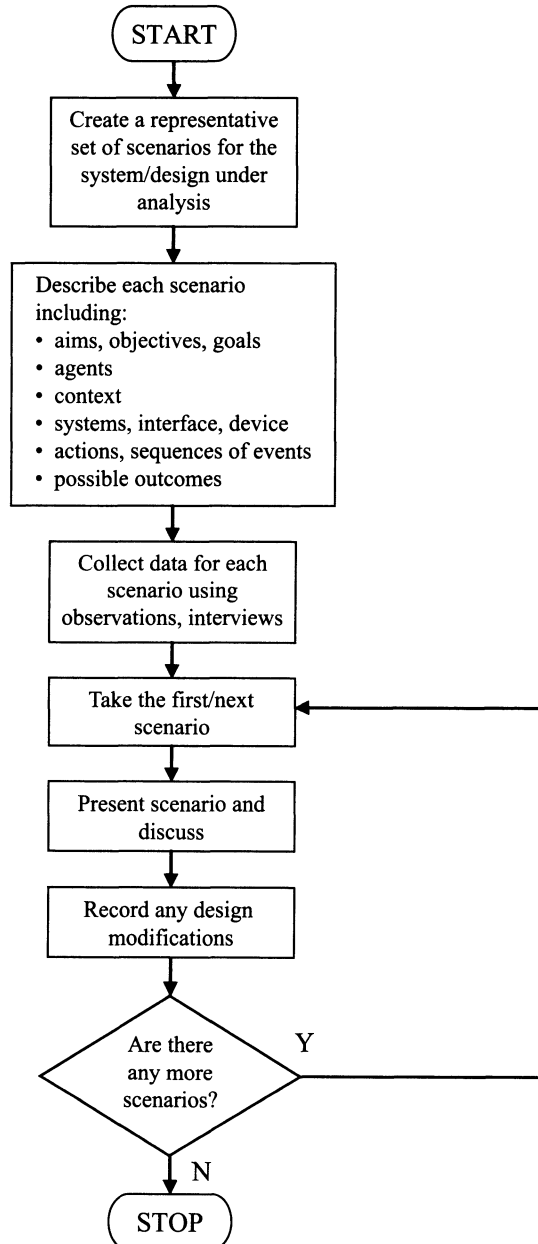 START
Create a representative
set of scenarios for the
system/design under
analysis
Describe each scenario
including:
• aims, objectives, goals
• agents
• context
• systems, interface, device
• actions, sequences of events
• possible outcomes
Collect data for each
scenario using
observations, interviews
Take the first/next
scenario
Present scenario and
discuss
Record any design
modifications
Are there
any more
scenarios?
Y
N
STOP